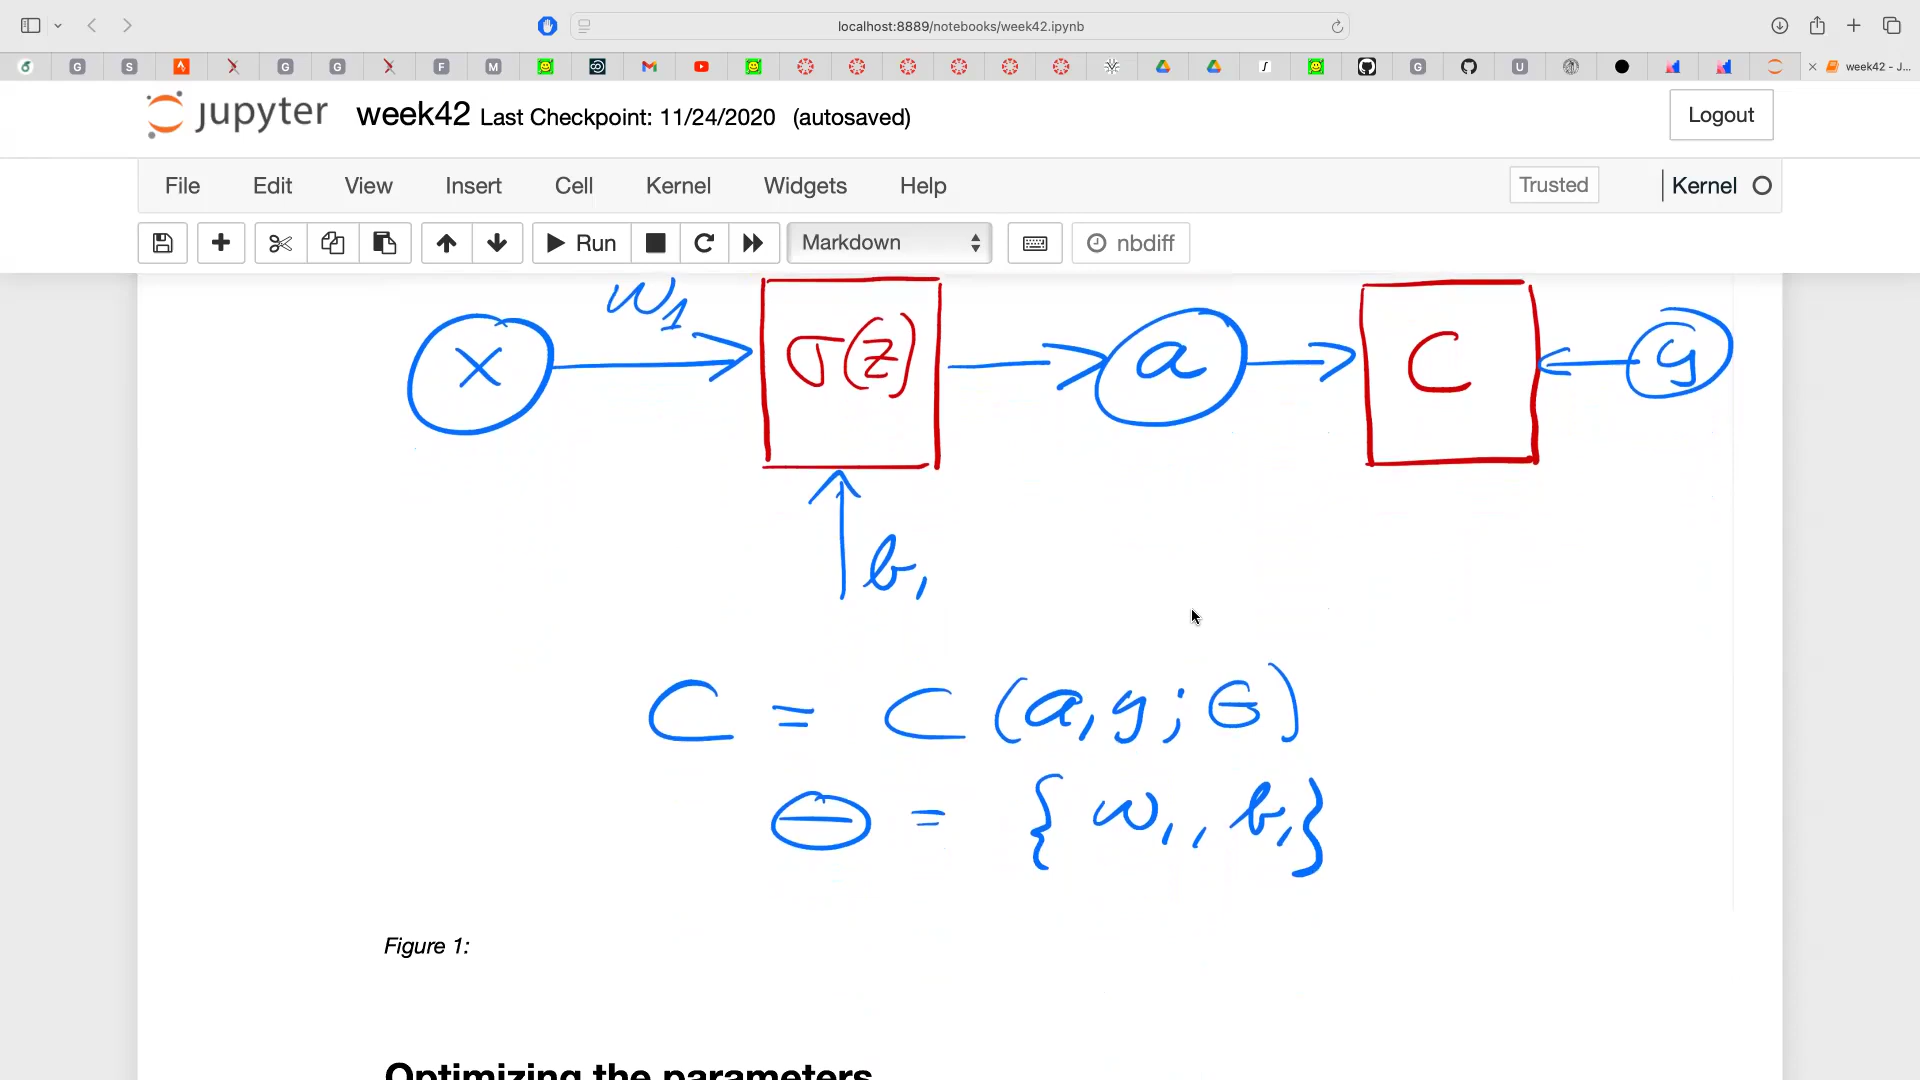 localhost:8889/notebooks/week42.ipynb
week42 - J...
jupyter week42 Last Checkpoint: 11/24/2020 (autosaved) Logout
File Edit View Insert Cell Kernel Widgets Help Trusted Kernel
Run Markdown nbdiff
w₁
x σ(z) a C y
b₁
C = C (a, y; Θ)
Θ = { w₁, b₁ }
Figure 1:
Optimizing the parameters